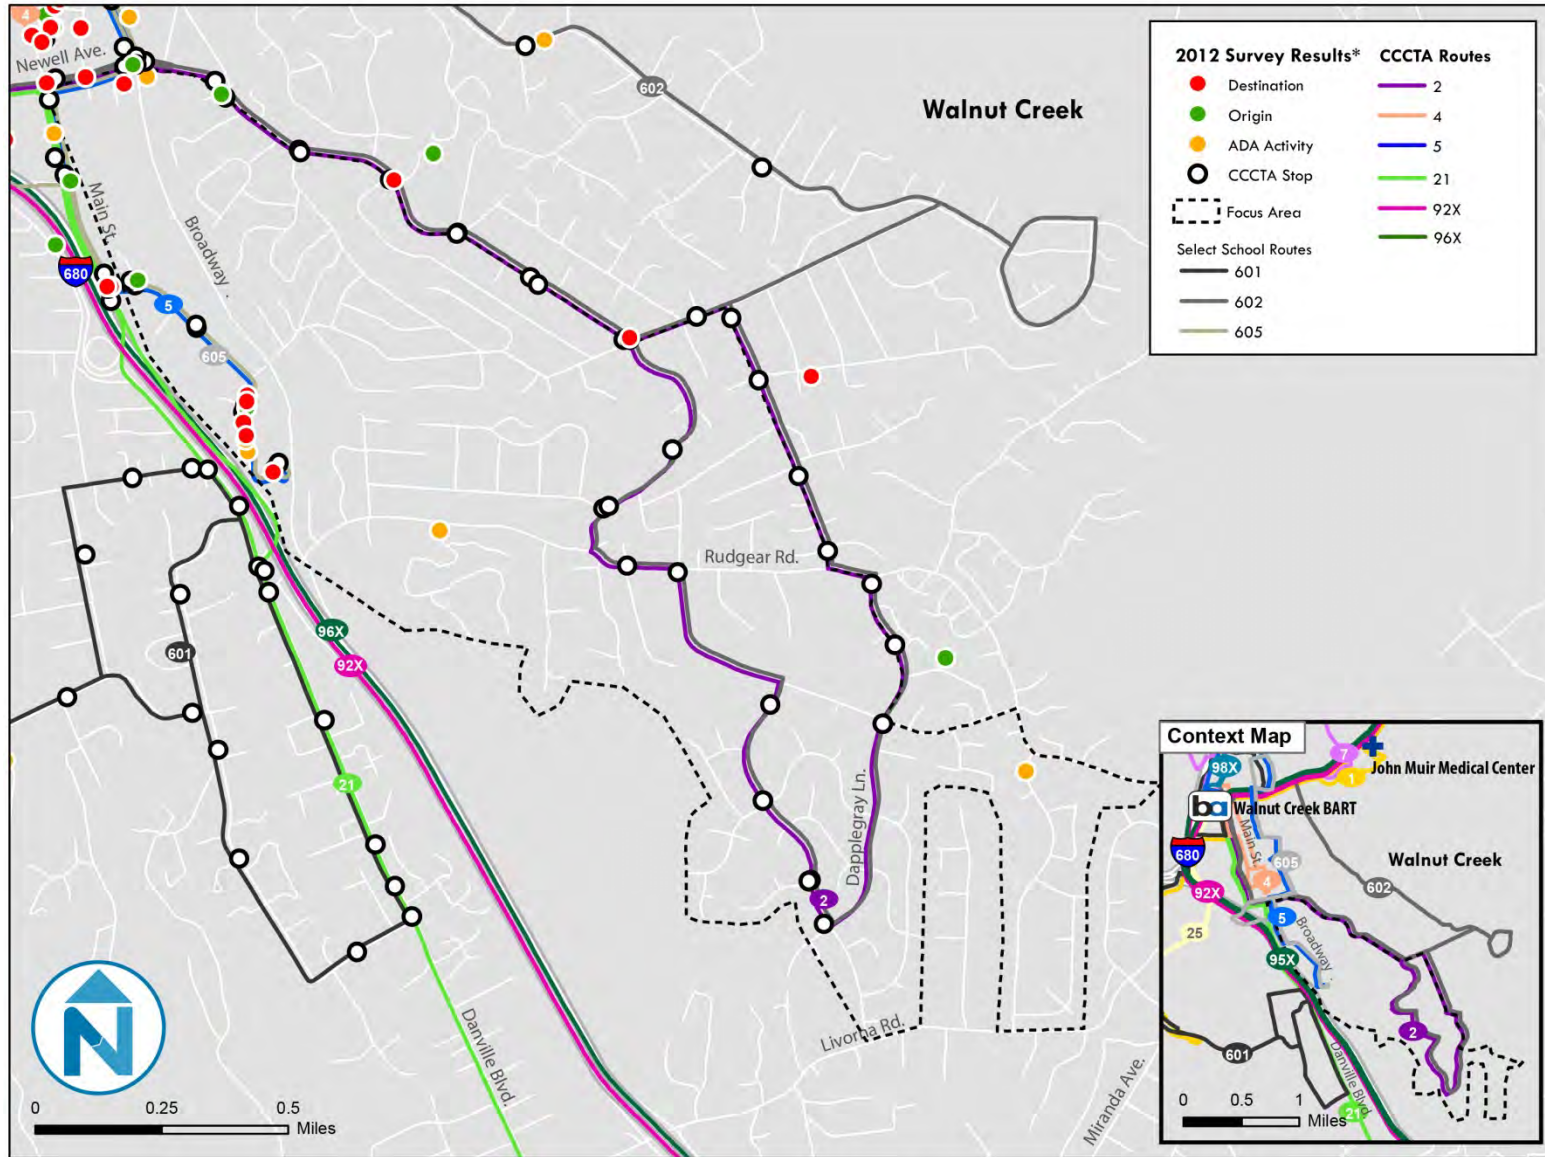 4
Newell Ave.
602
Walnut Creek
2012 Survey Results*
Destination
Origin
ADA Activity
CCCTA Stop
Focus Area
Select School Routes
601
602
605
CCCTA Routes
2
4
5
21
92X
96X
Main St.
Broadway .
680
5
605
Rudgear Rd.
96X
92X
601
21
Dapplegray Ln.
2
Livorna Rd.
Danville Blvd.
Miranda Ave.
N
0 0.25 0.5
Miles
Context Map
7
98X
1
John Muir Medical Center
ba
Walnut Creek BART
Main St.
680
605
4
Walnut Creek
92X
602
25
5
Broadway .
95X
2
601
Danville Blvd.
21
0 0.5 1
Miles